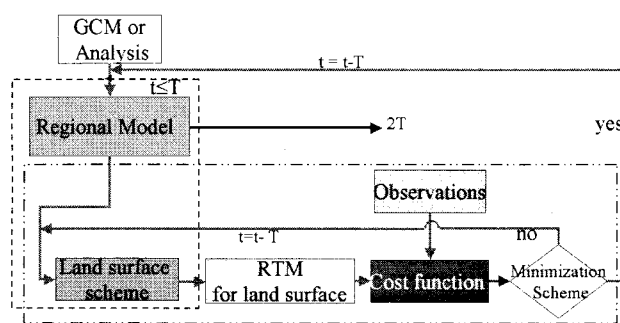 GCM or
Analysis
t = t-T
t≤T
Regional Model
2T
yes
Observations
t=t- T
no
Land surface
scheme
RTM
for land surface
Cost function
Minimization
Scheme